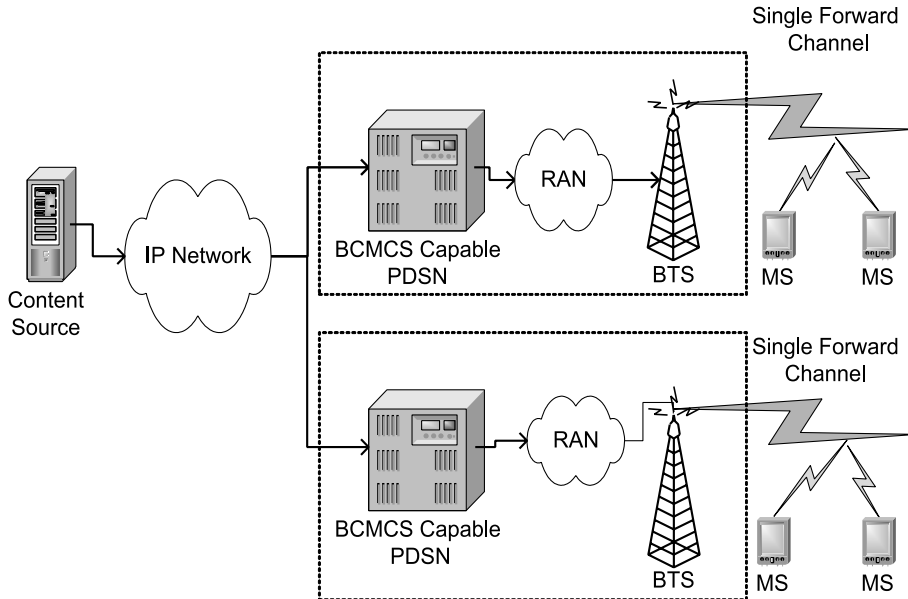 Single Forward
Channel
RAN
IP Network
BCMCS Capable
PDSN
BTS
MS
MS
Content
Source
Single Forward
Channel
RAN
BCMCS Capable
PDSN
BTS
MS
MS